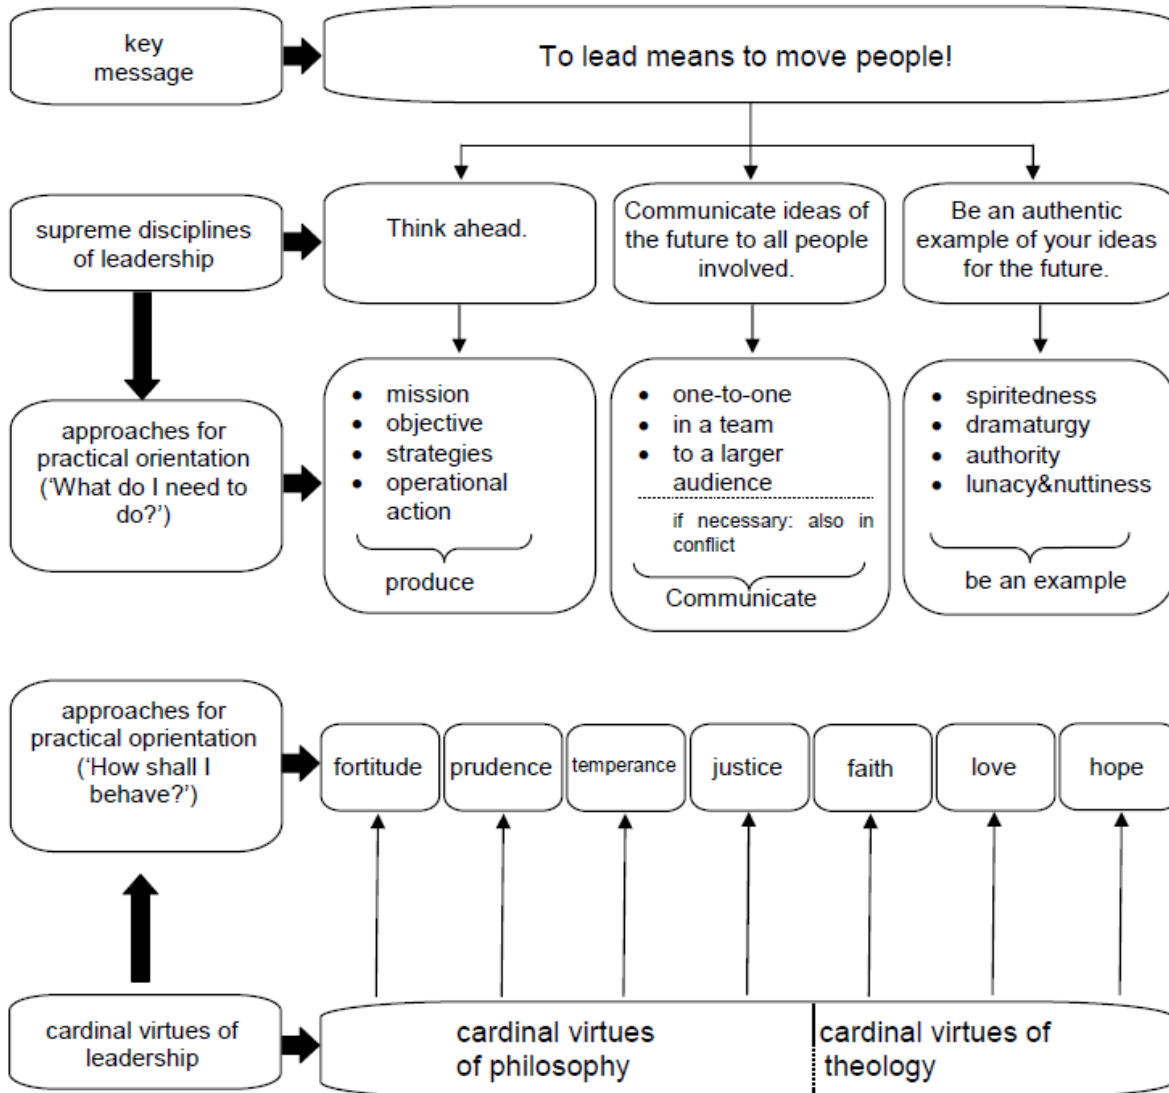 key
message
To lead means to move people!
supreme disciplines
of leadership
Think ahead.
Communicate ideas of
the future to all people
involved.
Be an authentic
example of your ideas
for the future.
approaches for
practical orientation
(‘What do I need to
do?’)
• mission
• objective
• strategies
• operational
action
produce
• one-to-one
• in a team
• to a larger
audience
if necessary: also in
conflict
Communicate
• spiritedness
• dramaturgy
• authority
• lunacy&nuttiness
be an example
approaches for
practical oprientation
(‘How shall I
behave?’)
fortitude
prudence
temperance
justice
faith
love
hope
cardinal virtues of
leadership
cardinal virtues
of philosophy
cardinal virtues of
theology